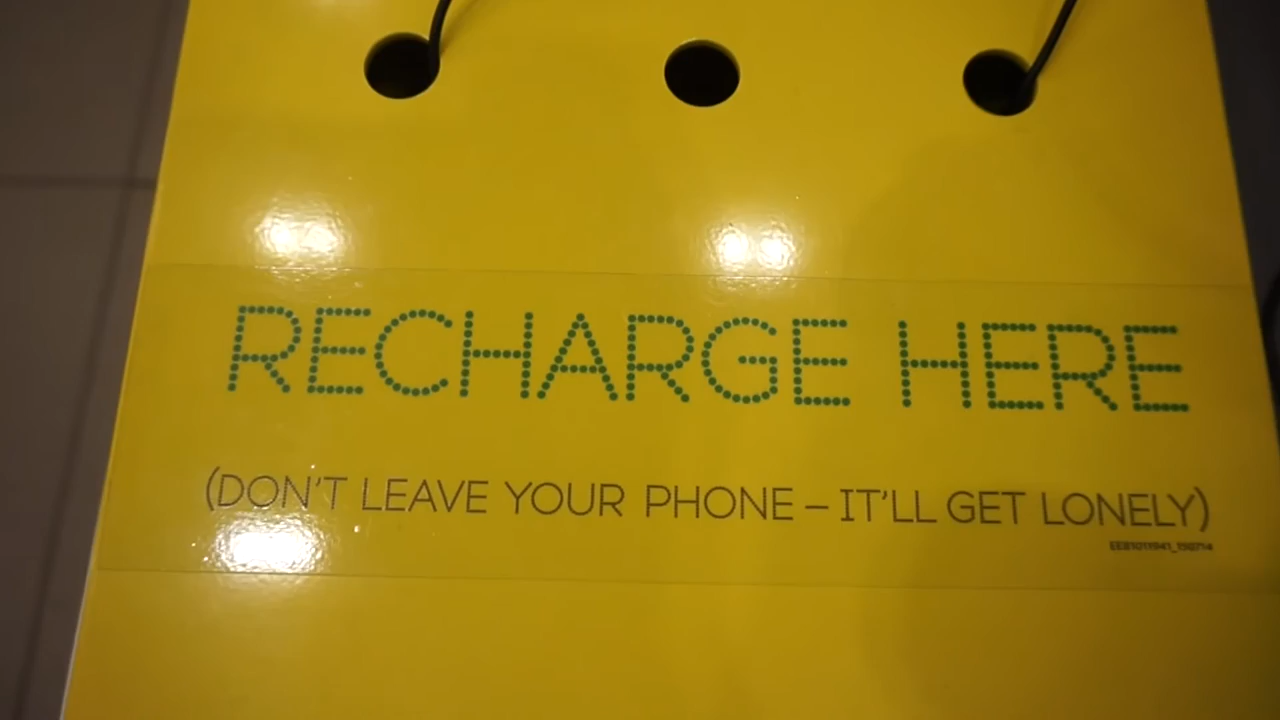 RECHARGE HERE
(DON'T LEAVE YOUR PHONE – IT'LL GET LONELY)